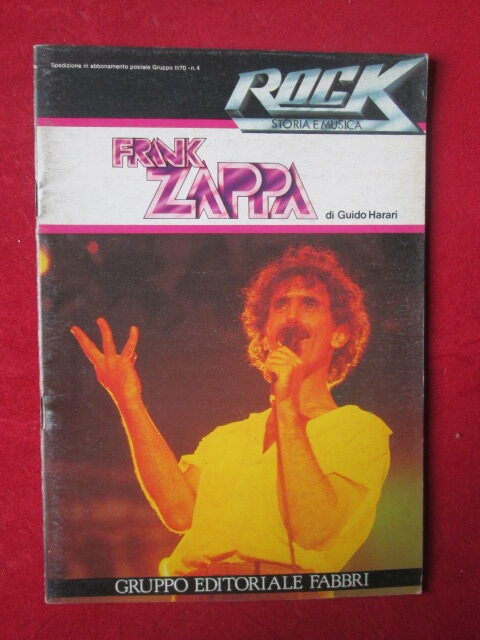 Spedizione in abbonamento postale Gruppo II/70 - n. 4
ROCK
STORIA E MUSICA
FRANK
ZAPPA
di Guido Harari
GRUPPO EDITORIALE FABBRI